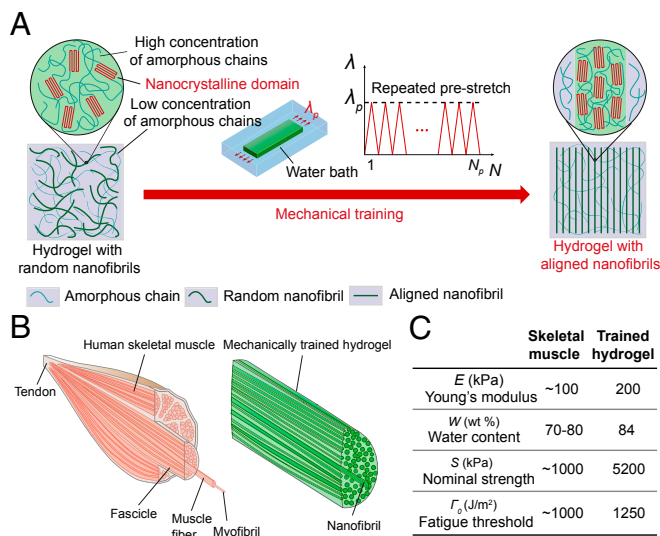 A
High concentration
of amorphous chains
Nanocrystalline domain
Low concentration
of amorphous chains
Hydrogel with
random nanofibrils
λp
Water bath
λ
λp
Repeated pre-stretch
...
1
Np
N
Mechanical training
Hydrogel with
aligned nanofibrils
Amorphous chain
Random nanofibril
Aligned nanofibril
B
Human skeletal muscle
Tendon
Fascicle
Muscle
fiber
Myofibril
Mechanically trained hydrogel
Nanofibril
C
Skeletal Trained
muscle hydrogel
E (kPa)
Young's modulus ~100 200
W (wt %)
Water content 70-80 84
S (kPa)
Nominal strength ~1000 5200
Γ₀ (J/m²)
Fatigue threshold ~1000 1250